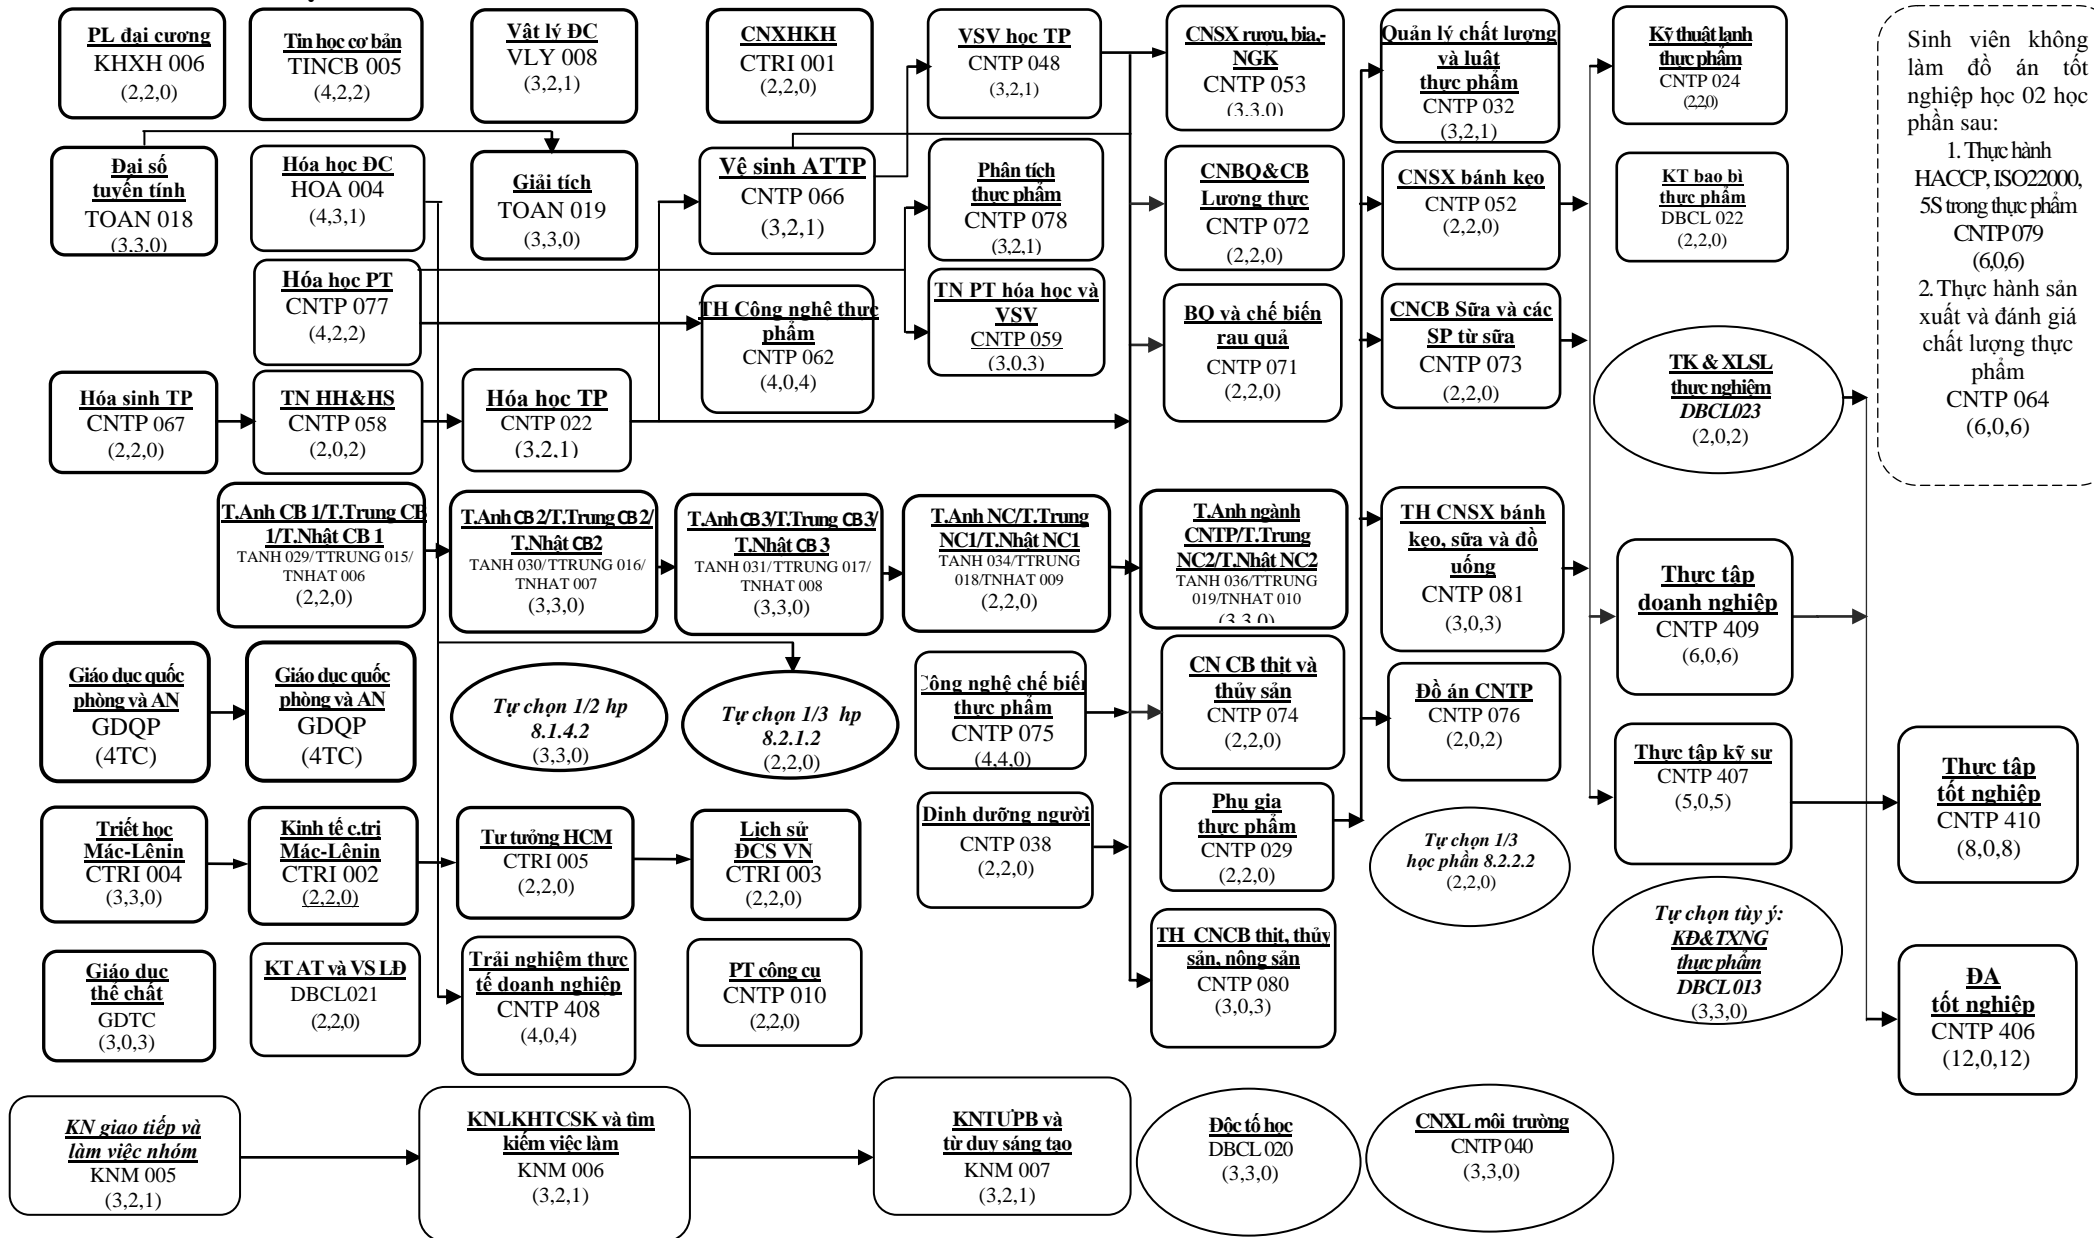 PL đại cương
KHXH 006
(2,2,0)
Tin học cơ bản
TINCB 005
(4,2,2)
Vật lý ĐC
VLY 008
(3,2,1)
CNXHKH
CTRI 001
(2,2,0)
VSV học TP
CNTP 048
(3,2,1)
CNSX rượu, bia,-
NGK
CNTP 053
(3,3,0)
Quản lý chất lượng
và luật
thực phẩm
CNTP 032
(3,2,1)
Kỹ thuật lạnh
thực phẩm
CNTP 024
(2,2,0)
Sinh viên không
làm đồ án tốt
nghiệp học 02 học
phần sau:
1. Thực hành
HACCP, ISO22000,
5S trong thực phẩm
CNTP 079
(6,0,6)
2. Thực hành sản
xuất và đánh giá
chất lượng thực
phẩm
CNTP 064
(6,0,6)
Đại số
tuyến tính
TOAN 018
(3,3,0)
Hóa học ĐC
HOA 004
(4,3,1)
Giải tích
TOAN 019
(3,3,0)
Vệ sinh ATTP
CNTP 066
(3,2,1)
Phân tích
thực phẩm
CNTP 078
(3,2,1)
CNBQ&CB
Lương thực
CNTP 072
(2,2,0)
CNSX bánh kẹo
CNTP 052
(2,2,0)
KT bao bì
thực phẩm
DBCL 022
(2,2,0)
Hóa học PT
CNTP 077
(4,2,2)
TH Công nghệ thực
phẩm
CNTP 062
(4,0,4)
TN PT hóa học và
VSV
CNTP 059
(3,0,3)
BQ và chế biến
rau quả
CNTP 071
(2,2,0)
CNCB Sữa và các
SP từ sữa
CNTP 073
(2,2,0)
TK & XLSL
thực nghiệm
DBCL023
(2,0,2)
Hóa sinh TP
CNTP 067
(2,2,0)
TN HH&HS
CNTP 058
(2,0,2)
Hóa học TP
CNTP 022
(3,2,1)
T.Anh CB 1/T.Trung CB
1/T.Nhật CB 1
TANH 029/TTRUNG 015/
TNHAT 006
(2,2,0)
T.Anh CB 2/T.Trung CB 2/
T.Nhật CB2
TANH 030/TTRUNG 016/
TNHAT 007
(3,3,0)
T.Anh CB 3/T.Trung CB 3/
T.Nhật CB 3
TANH 031/TTRUNG 017/
TNHAT 008
(3,3,0)
T.Anh NC/T.Trung
NC1/T.Nhật NC1
TANH 034/TTRUNG
018/TNHAT 009
(2,2,0)
T.Anh ngành
CNTP/T.Trung
NC2/T.Nhật NC2
TANH 036/TTRUNG
019/TNHAT 010
(3,3,0)
TH CNSX bánh
kẹo, sữa và đồ
uống
CNTP 081
(3,0,3)
Thực tập
doanh nghiệp
CNTP 409
(6,0,6)
Giáo dục quốc
phòng và AN
GDQP
(4TC)
Giáo dục quốc
phòng và AN
GDQP
(4TC)
Tự chọn 1/2 hp
8.1.4.2
(3,3,0)
Tự chọn 1/3 hp
8.2.1.2
(2,2,0)
Công nghệ chế biến
thực phẩm
CNTP 075
(4,4,0)
CN CB thịt và
thủy sản
CNTP 074
(2,2,0)
Đồ án CNTP
CNTP 076
(2,0,2)
Thực tập kỹ sư
CNTP 407
(5,0,5)
Thực tập
tốt nghiệp
CNTP 410
(8,0,8)
Triết học
Mác-Lênin
CTRI 004
(3,3,0)
Kinh tế c.trị
Mác-Lênin
CTRI 002
(2,2,0)
Tư tưởng HCM
CTRI 005
(2,2,0)
Lịch sử
ĐCS VN
CTRI 003
(2,2,0)
Dinh dưỡng người
CNTP 038
(2,2,0)
Phụ gia
thực phẩm
CNTP 029
(2,2,0)
Tự chọn 1/3
học phần 8.2.2.2
(2,2,0)
Tự chọn tùy ý:
KĐ&TXNG
thực phẩm
DBCL 013
(3,3,0)
Giáo dục
thể chất
GDTC
(3,0,3)
KT AT và VS LĐ
DBCL021
(2,2,0)
Trải nghiệm thực
tế doanh nghiệp
CNTP 408
(4,0,4)
PT công cụ
CNTP 010
(2,2,0)
TH CNCB thịt, thủy
sản, nông sản
CNTP 080
(3,0,3)
ĐA
tốt nghiệp
CNTP 406
(12,0,12)
KN giao tiếp và
làm việc nhóm
KNM 005
(3,2,1)
KNLKHTCSK và tìm
kiếm việc làm
KNM 006
(3,2,1)
KNTƯPB và
từ duy sáng tạo
KNM 007
(3,2,1)
Độc tố học
DBCL 020
(3,3,0)
CNXL môi trường
CNTP 040
(3,3,0)